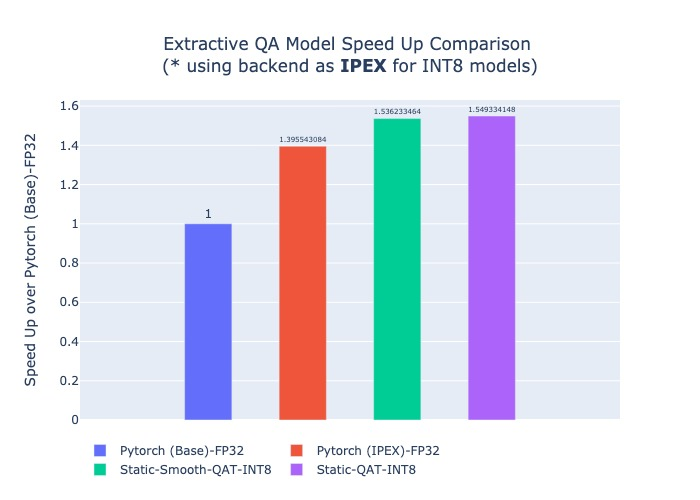 Extractive QA Model Speed Up Comparison
(* using backend as IPEX for INT8 models)
Speed Up over Pytorch (Base)-FP32
1.6
1.4
1.2
1
0.8
0.6
0.4
0.2
0
1
1.395543084
1.536233464
1.549334148
Pytorch (Base)-FP32
Pytorch (IPEX)-FP32
Static-Smooth-QAT-INT8
Static-QAT-INT8